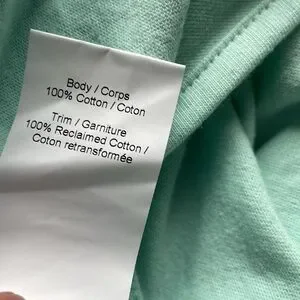 Body / Corps
100% Cotton / Coton
Trim / Garniture
100% Reclaimed Cotton /
Coton retransformée